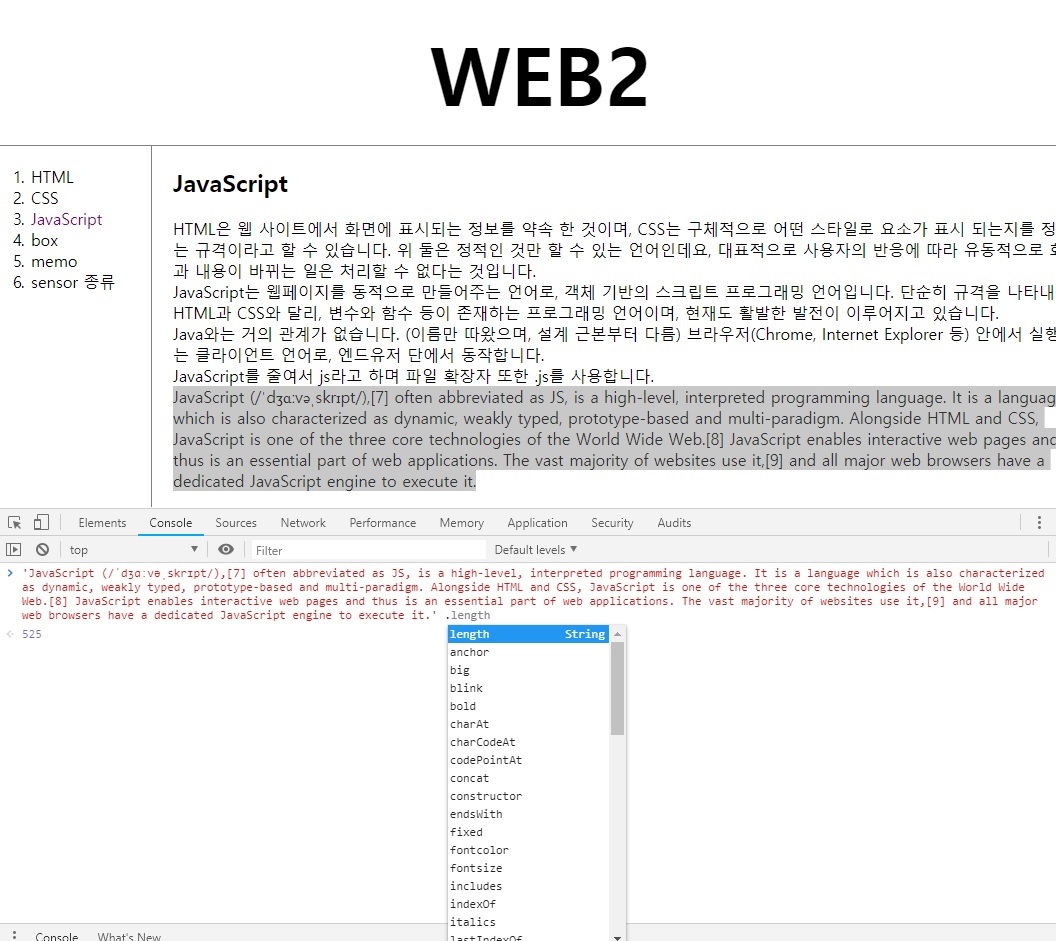 WEB2
1. HTML
2. CSS
3. JavaScript
4. box
5. memo
6. sensor 종류
JavaScript
HTML은 웹 사이트에서 화면에 표시되는 정보를 약속 한 것이며, CSS는 구체적으로 어떤 스타일로 요소가 표시 되는지를 정
는 규격이라고 할 수 있습니다. 위 둘은 정적인 것만 할 수 있는 언어인데요, 대표적으로 사용자의 반응에 따라 유동적으로
과 내용이 바뀌는 일은 처리할 수 없다는 것입니다.
JavaScript는 웹페이지를 동적으로 만들어주는 언어로, 객체 기반의 스크립트 프로그래밍 언어입니다. 단순히 규격을 나타내
HTML과 CSS와 달리, 변수와 함수 등이 존재하는 프로그래밍 언어이며, 현재도 활발한 발전이 이루어지고 있습니다.
Java와는 거의 관계가 없습니다. (이름만 따왔으며, 설계 근본부터 다름) 브라우저(Chrome, Internet Explorer 등) 안에서 실행
는 클라이언트 언어로, 엔드유저 단에서 동작합니다.
JavaScript를 줄여서 js라고 하며 파일 확장자 또한 .js를 사용합니다.
JavaScript (/ˈdʒɑːvəˌskrɪpt/),[7] often abbreviated as JS, is a high-level, interpreted programming language. It is a languag
which is also characterized as dynamic, weakly typed, prototype-based and multi-paradigm. Alongside HTML and CSS,
JavaScript is one of the three core technologies of the World Wide Web.[8] JavaScript enables interactive web pages and
thus is an essential part of web applications. The vast majority of websites use it,[9] and all major web browsers have a
dedicated JavaScript engine to execute it.
Elements Console Sources Network Performance Memory Application Security Audits
top Filter Default levels
'JavaScript (/ˈdʒɑːvəˌskrɪpt/),[7] often abbreviated as JS, is a high-level, interpreted programming language. It is a language which is also characterized
as dynamic, weakly typed, prototype-based and multi-paradigm. Alongside HTML and CSS, JavaScript is one of the three core technologies of the World Wide
Web.[8] JavaScript enables interactive web pages and thus is an essential part of web applications. The vast majority of websites use it,[9] and all major
web browsers have a dedicated JavaScript engine to execute it.' .length
525
length String
anchor
big
blink
bold
charAt
charCodeAt
codePointAt
concat
constructor
endsWith
fixed
fontcolor
fontsize
includes
indexOf
italics
lastIndexOf
Console What's New